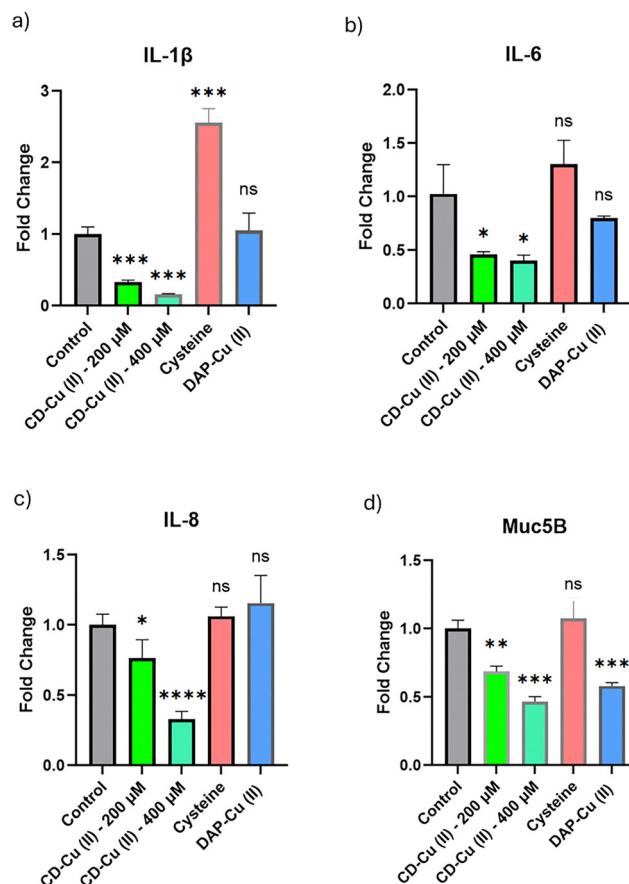 a)
IL-1β
Fold Change
3
2
1
0
***
***
***
ns
Control
CD-Cu (II) - 200 µM
CD-Cu (II) - 400 µM
Cysteine
DAP-Cu (II)
b)
IL-6
Fold Change
2.0
1.5
1.0
0.5
0.0
*
*
ns
ns
Control
CD-Cu (II) - 200 µM
CD-Cu (II) - 400 µM
Cysteine
DAP-Cu (II)
c)
IL-8
Fold Change
1.5
1.0
0.5
0.0
*
****
ns
ns
Control
CD-Cu (II) - 200 µM
CD-Cu (II) - 400 µM
Cysteine
DAP-Cu (II)
d)
Muc5B
Fold Change
1.5
1.0
0.5
0.0
**
***
ns
***
Control
CD-Cu (II) - 200 µM
CD-Cu (II) - 400 µM
Cysteine
DAP-Cu (II)